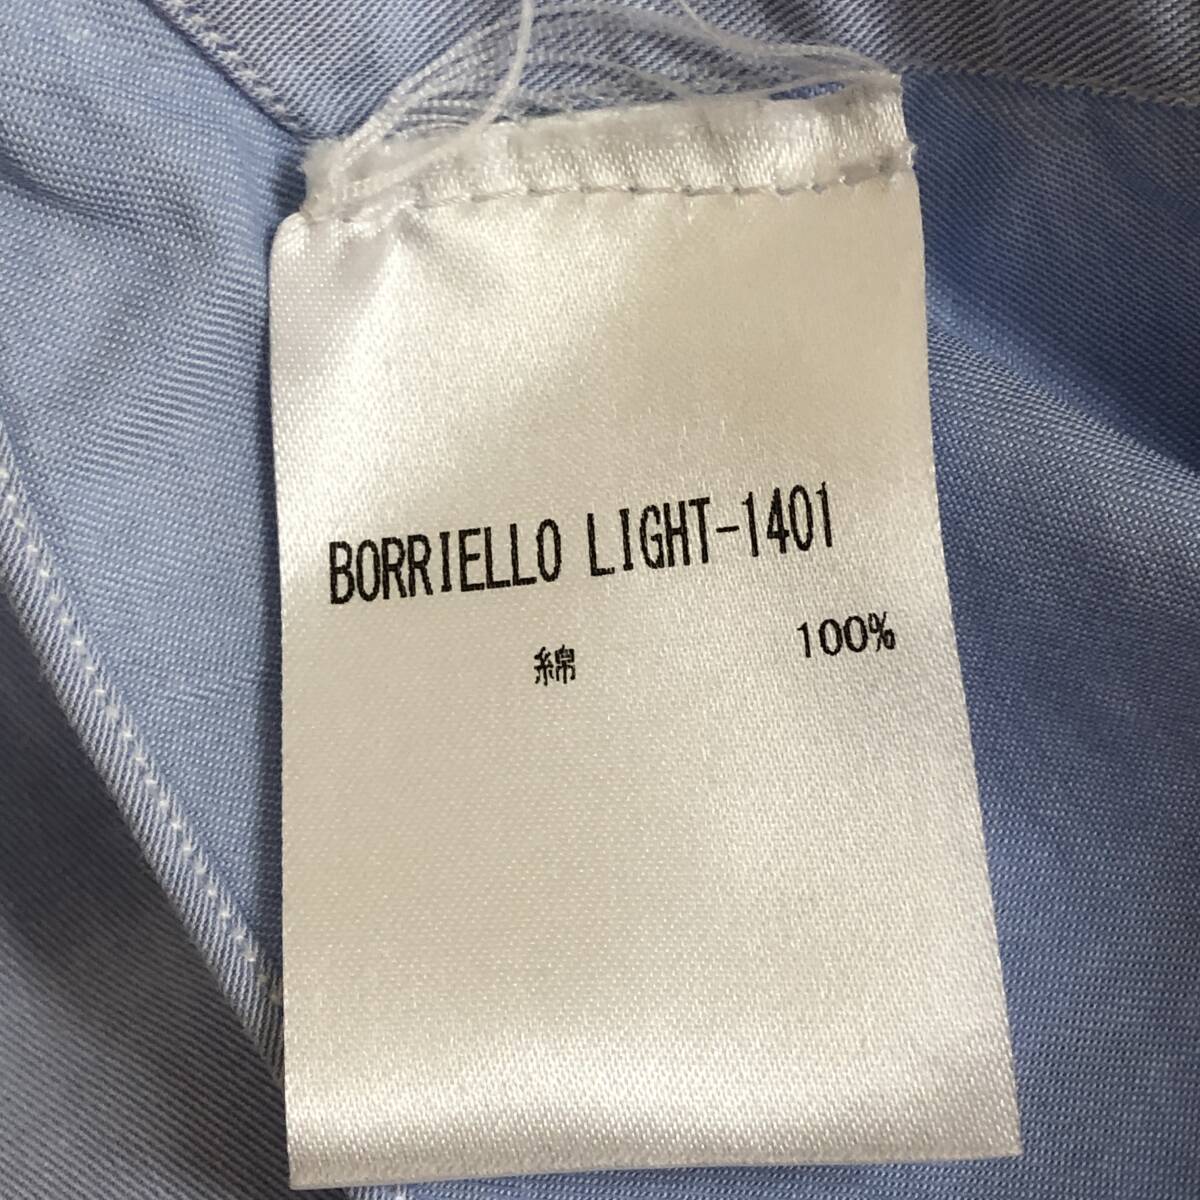 BORRIELLO LIGHT-1401
綿 100%